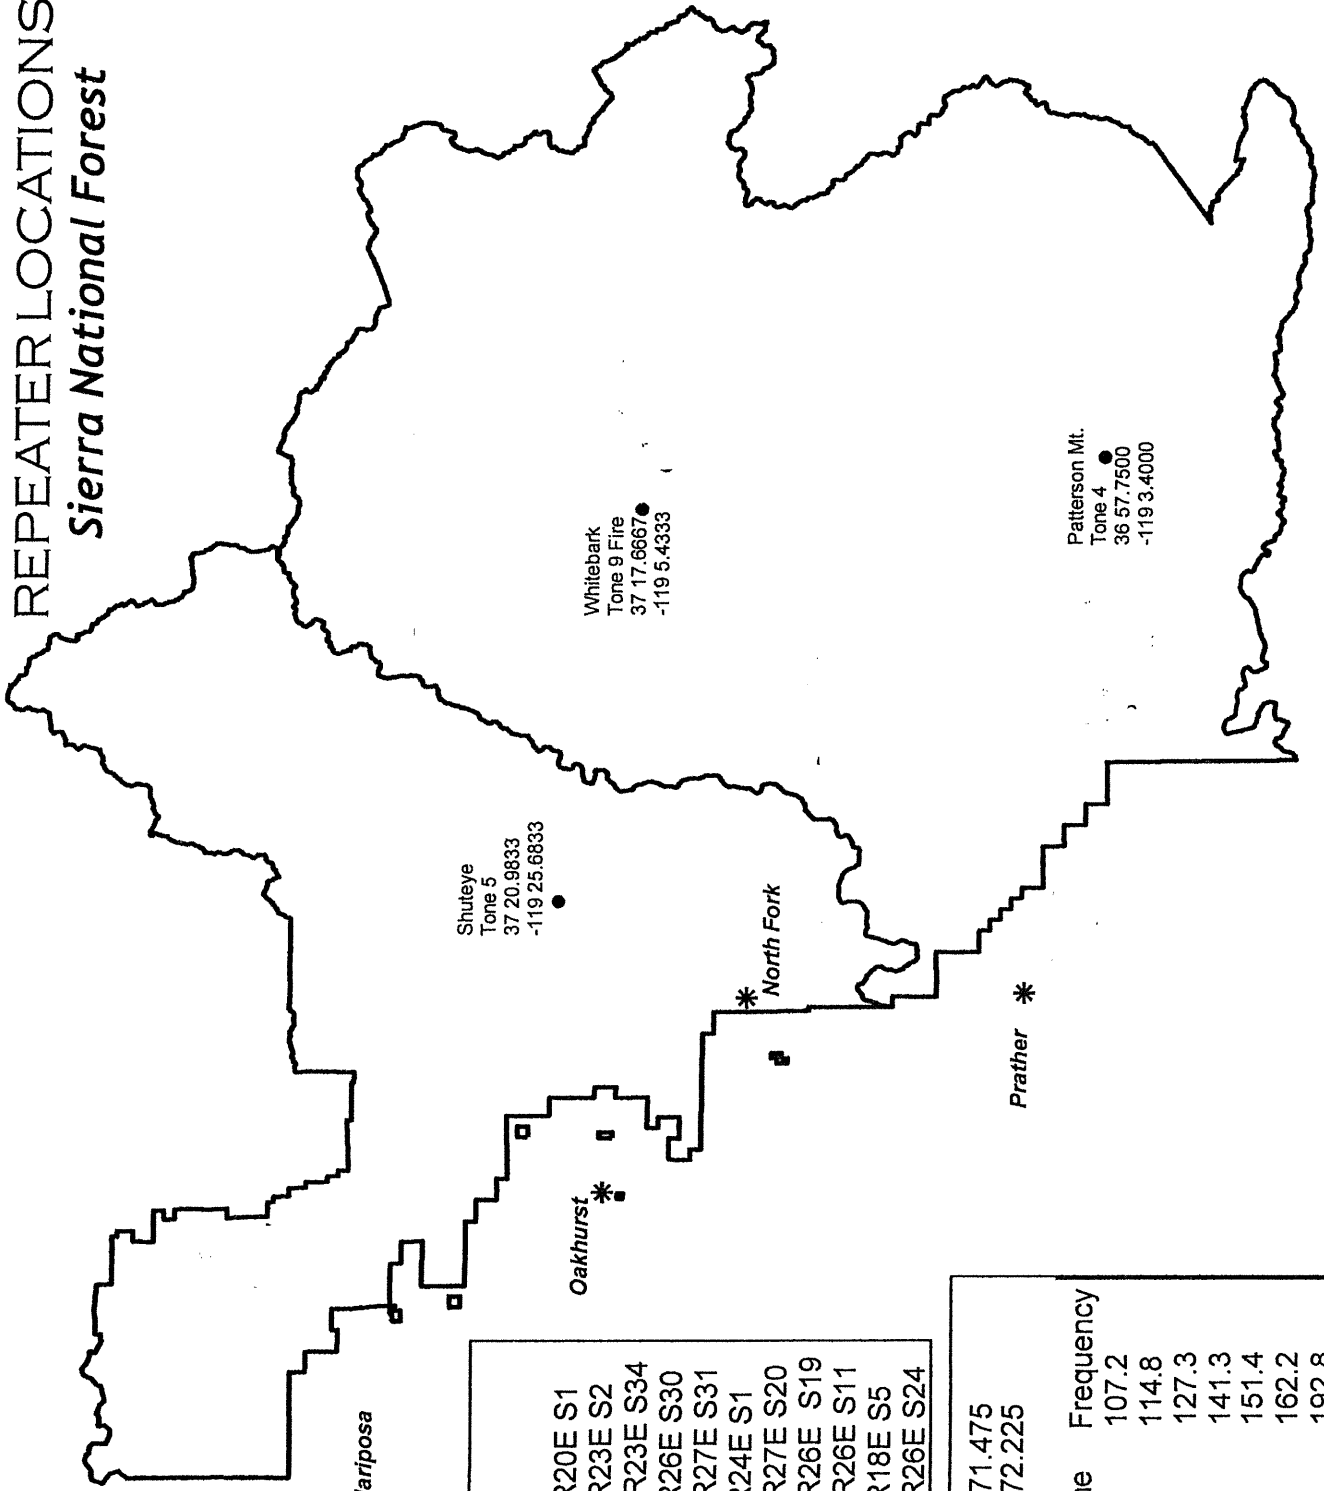 REPEATER LOCATIONS
Sierra National Forest
Whitebark
Tone 9 Fire
37 17.6667
-119 5.4333
Patterson Mt.
Tone 4
36 57.7500
-119 3.4000
Shuteye
Tone 5
37 20.9833
-119 25.6833
North Fork
Prather
Oakhurst
ariposa
R20E S1
R23E S2
R23E S34
R26E S30
R27E S31
R24E S1
R27E S20
R26E S19
R26E S11
R18E S5
R26E S24
71.475
72.225
ne Frequency
107.2
114.8
127.3
141.3
151.4
162.2
192.8